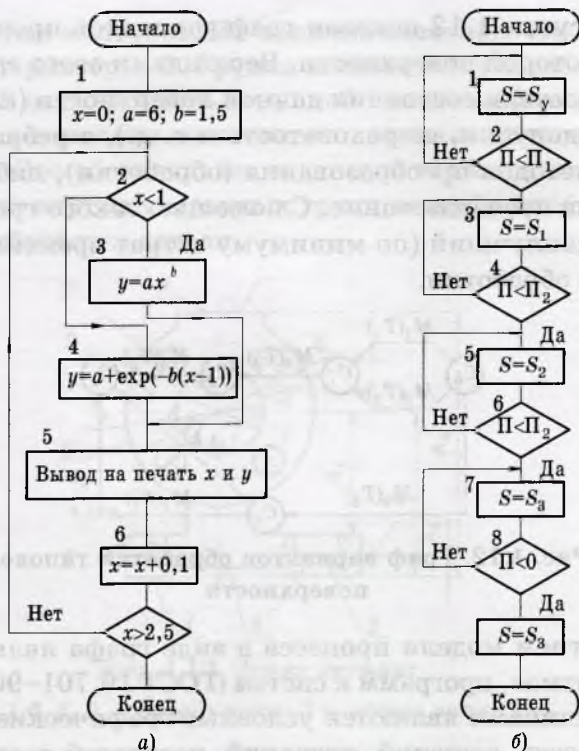 Начало
1
x=0; a=6; b=1,5
2
x<1
Да
3
y=ax^b
4
y=a+exp(-b(x-1))
5
Вывод на печать x и y
6
x=x+0,1
Нет
x>2,5
Конец
а)
Начало
1
S=S_y
2
Нет
П<П_1
3
S=S_1
4
П<П_2
Да
5
S=S_2
6
Нет
П<П_2
Да
7
S=S_3
8
Нет
П<0
Да
S=S_3
Конец
б)